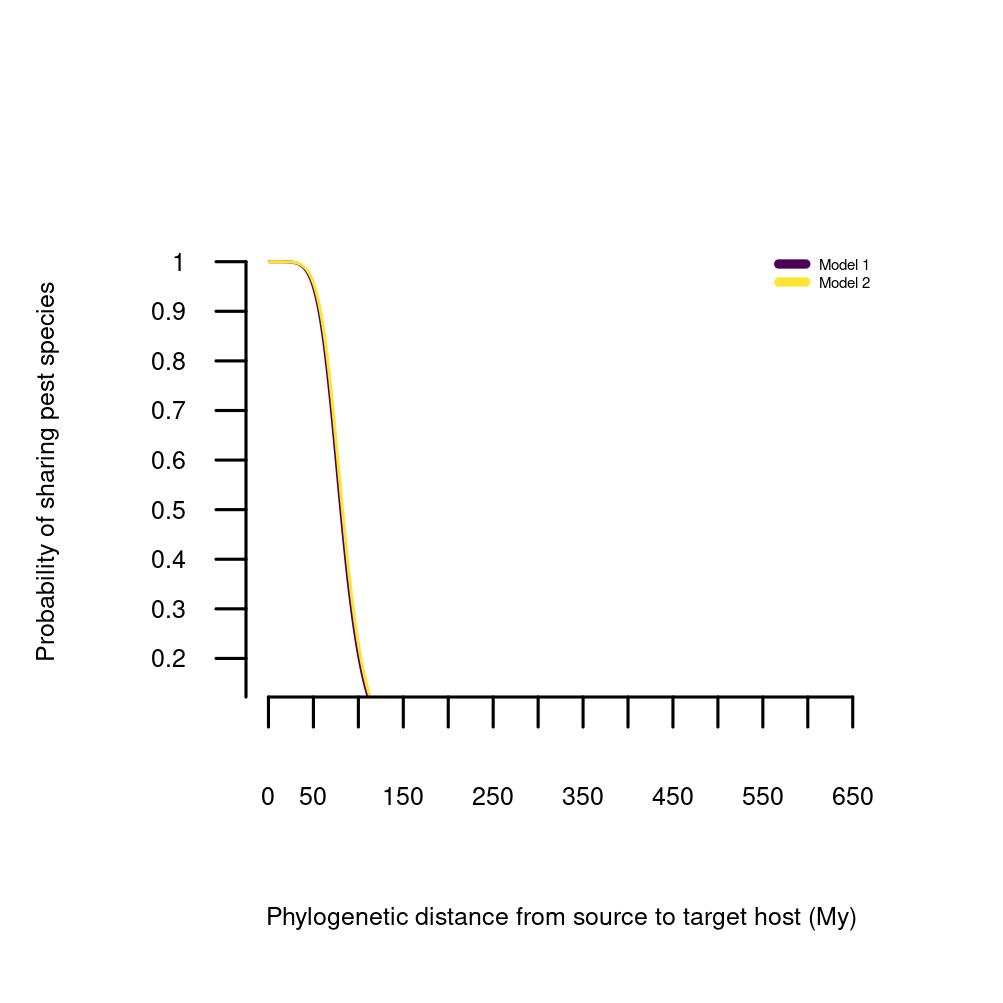 Model 1
Model 2
Probability of sharing pest species
1
0.9
0.8
0.7
0.6
0.5
0.4
0.3
0.2
0 50 150 250 350 450 550 650
Phylogenetic distance from source to target host (My)